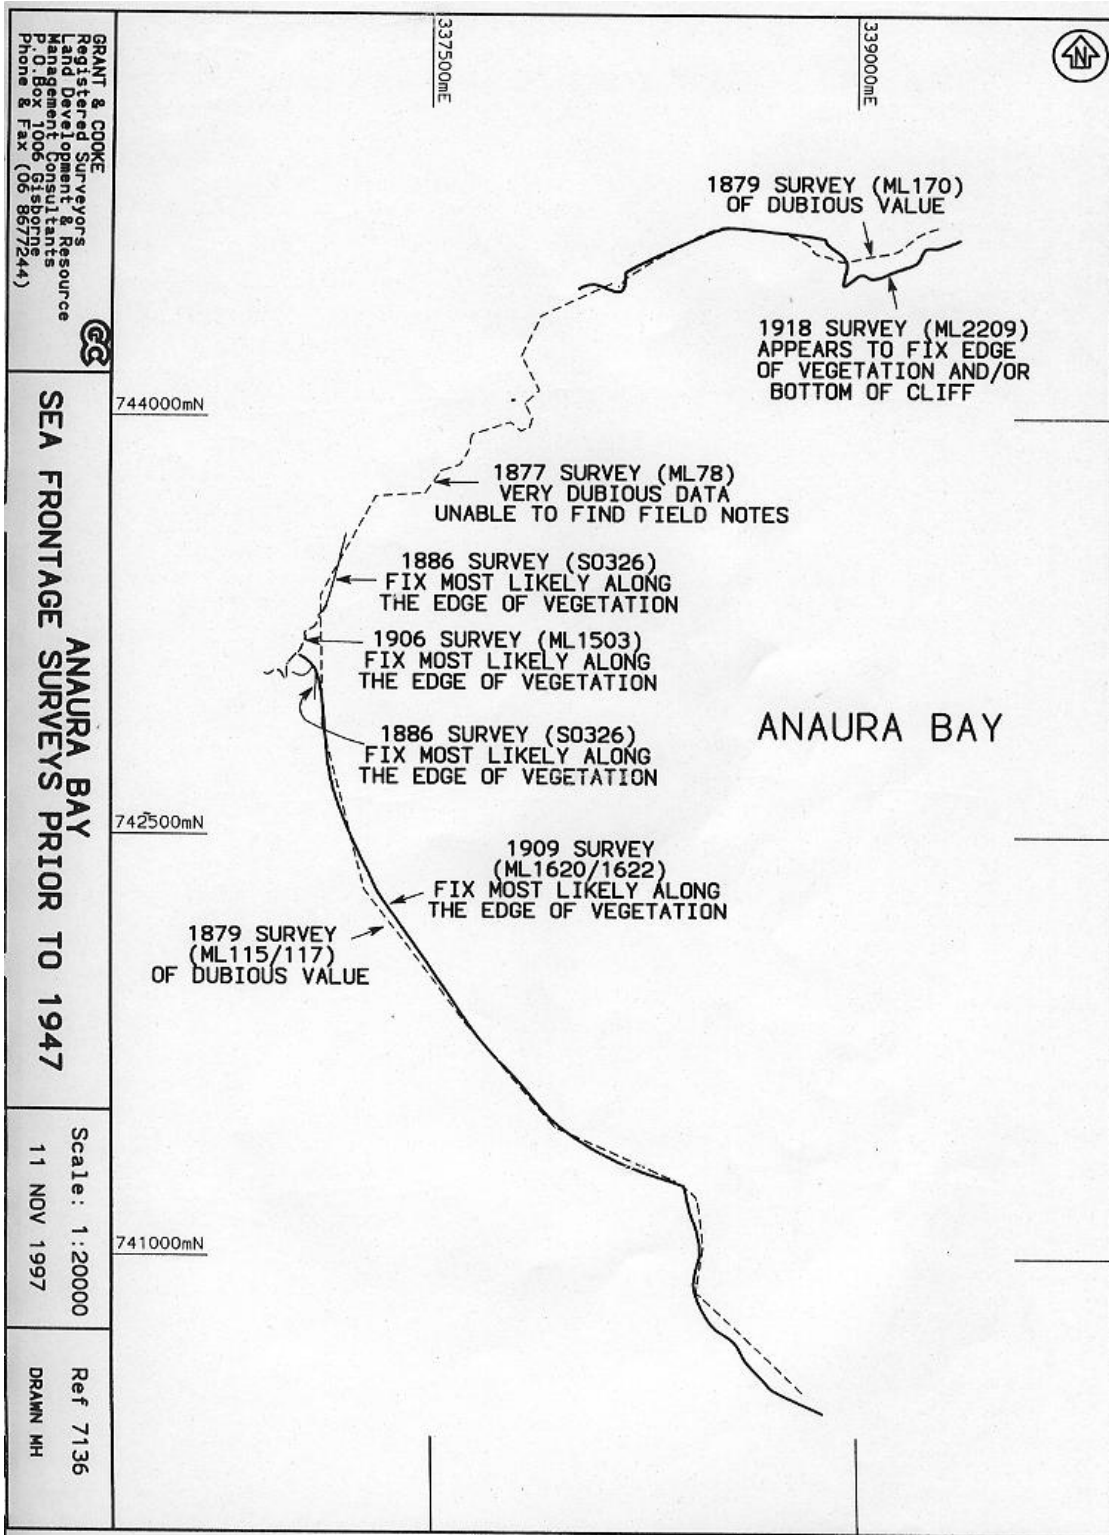 337500mE
339000mE
N
1879 SURVEY (ML170)
OF DUBIOUS VALUE
1918 SURVEY (ML2209)
APPEARS TO FIX EDGE
OF VEGETATION AND/OR
BOTTOM OF CLIFF
744000mN
1877 SURVEY (ML78)
VERY DUBIOUS DATA
UNABLE TO FIND FIELD NOTES
1886 SURVEY (SO326)
FIX MOST LIKELY ALONG
THE EDGE OF VEGETATION
1906 SURVEY (ML1503)
FIX MOST LIKELY ALONG
THE EDGE OF VEGETATION
ANAURA BAY
1886 SURVEY (SO326)
FIX MOST LIKELY ALONG
THE EDGE OF VEGETATION
742500mN
1909 SURVEY
(ML1620/1622)
FIX MOST LIKELY ALONG
THE EDGE OF VEGETATION
1879 SURVEY
(ML115/117)
OF DUBIOUS VALUE
741000mN
GRANT & COOKE
Registered Surveyors
Land Development & Resource
Management Consultants
P.O.Box 1006 Gisborne
Phone & Fax (06 8677244)
GC
ANAURA BAY
SEA FRONTAGE SURVEYS PRIOR TO 1947
Scale: 1:20000
11 NOV 1997
Ref 7136
DRAWN MH